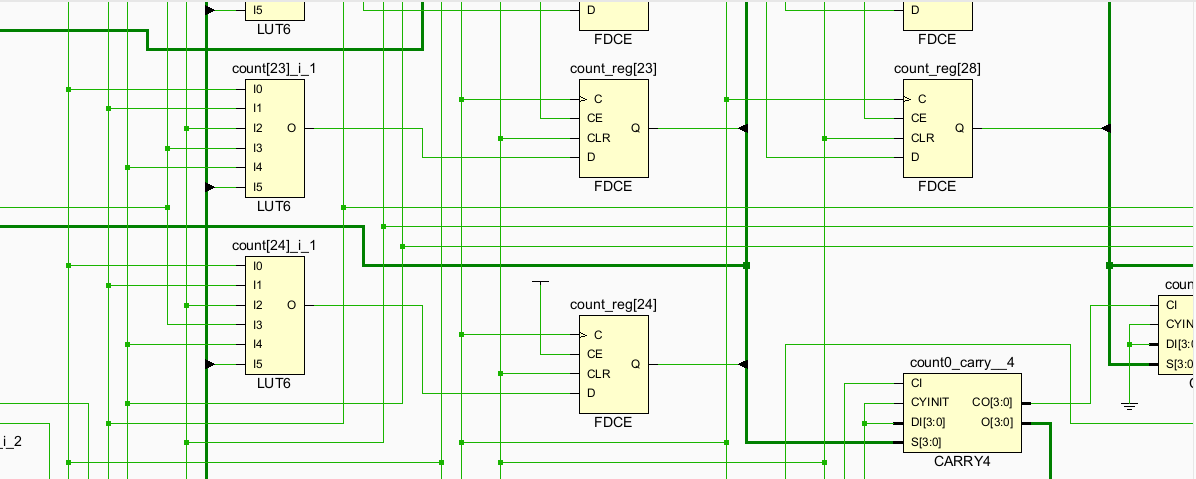 I5
LUT6
D
FDCE
D
FDCE
count[23]_i_1
I0
I1
I2
I3
I4
I5
O
LUT6
count_reg[23]
C
CE
CLR
D
Q
FDCE
count_reg[28]
C
CE
CLR
D
Q
FDCE
count[24]_i_1
I0
I1
I2
I3
I4
I5
O
LUT6
count_reg[24]
C
CE
CLR
D
Q
FDCE
count0_carry__4
CI
CYINIT
DI[3:0]
S[3:0]
CO[3:0]
O[3:0]
CARRY4
coun
CI
CYIN
DI[3:0
S[3:0
_i_2